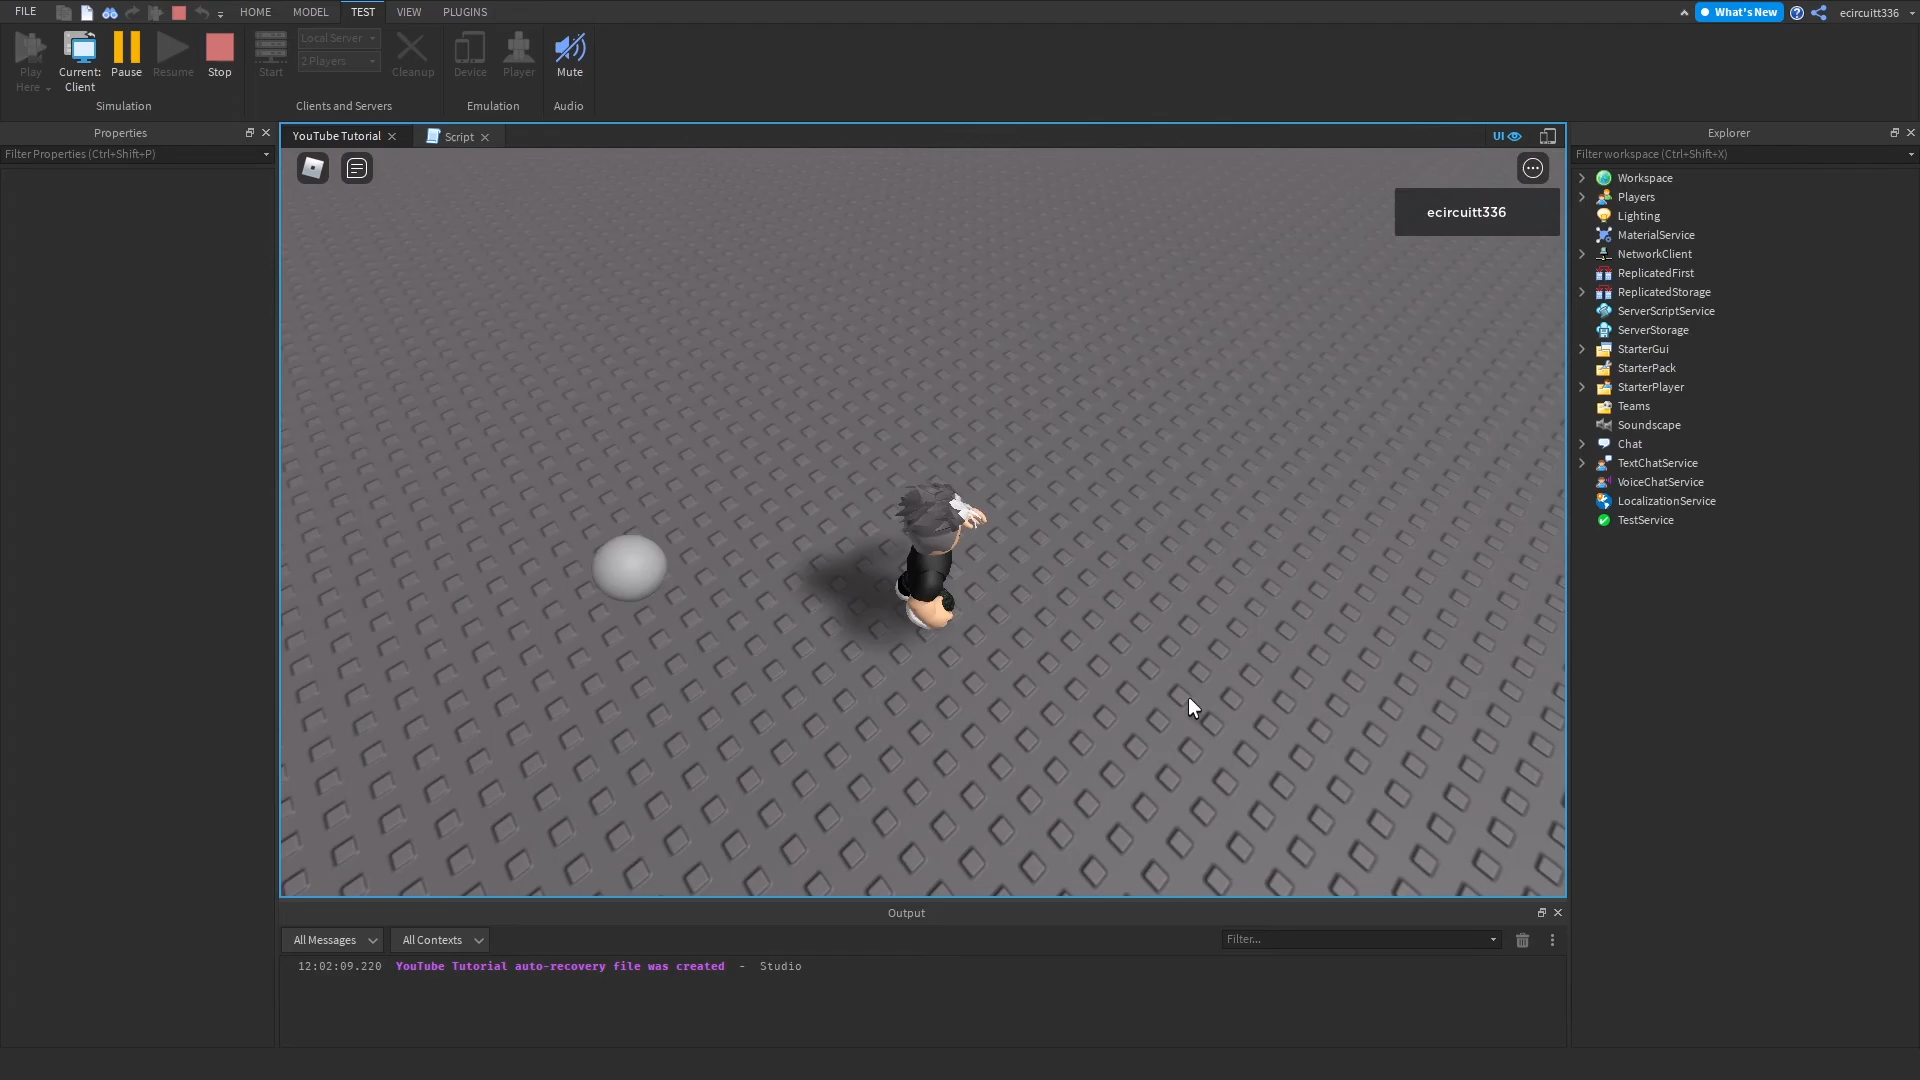 FILE HOME MODEL TEST VIEW PLUGINS What's New ecircuitt336
Play Here
Current: Client
Pause
Resume
Stop
Simulation
Start
Local Server
2 Players
Cleanup
Clients and Servers
Device
Player
Emulation
Mute
Audio
Properties
Filter Properties (Ctrl+Shift+P)
YouTube Tutorial
Script
UI
ecircuitt336
Explorer
Filter workspace (Ctrl+Shift+X)
Workspace
Players
Lighting
MaterialService
NetworkClient
ReplicatedFirst
ReplicatedStorage
ServerScriptService
ServerStorage
StarterGui
StarterPack
StarterPlayer
Teams
Soundscape
Chat
TextChatService
VoiceChatService
LocalizationService
TestService
Output
All Messages All Contexts Filter...
12:02:09.220 YouTube Tutorial auto-recovery file was created - Studio